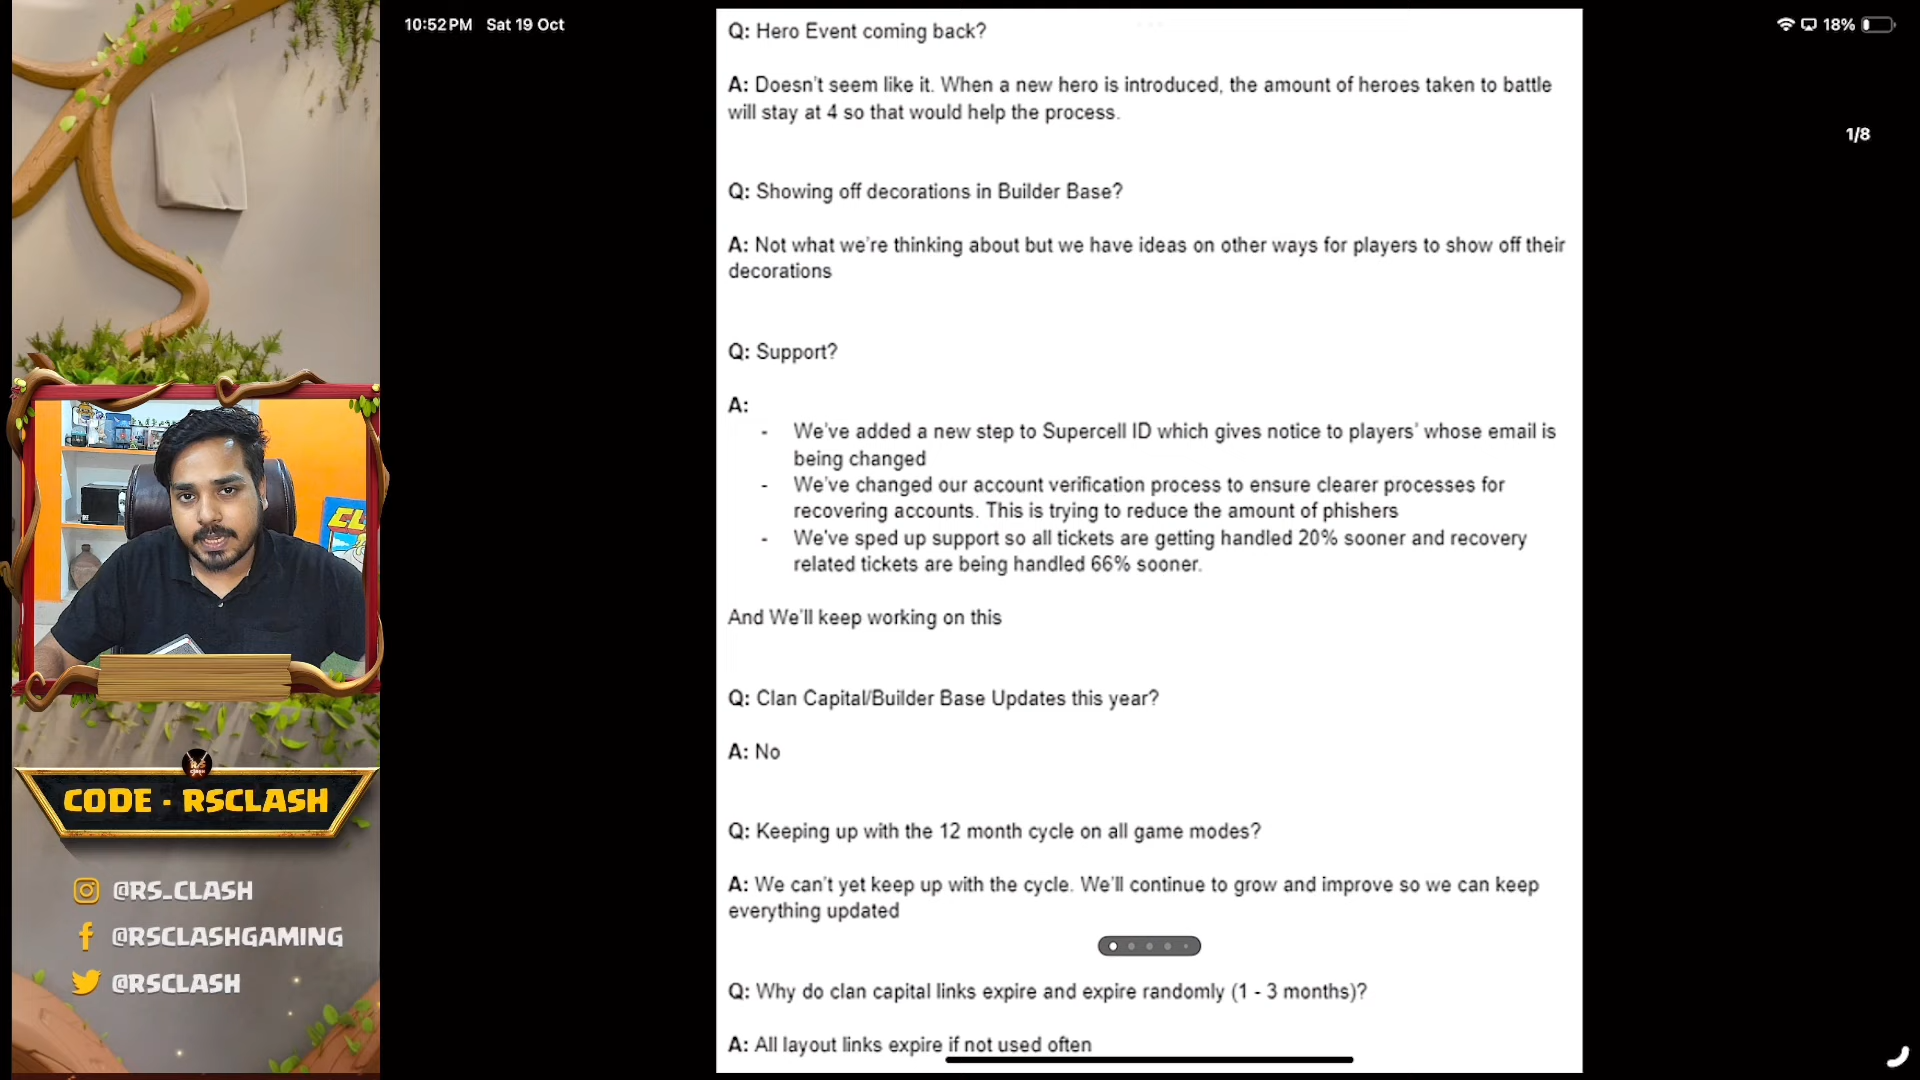 10:52 PM Sat 19 Oct
18%
1/8
Q: Hero Event coming back?
A: Doesn't seem like it. When a new hero is introduced, the amount of heroes taken to battle
will stay at 4 so that would help the process.
Q: Showing off decorations in Builder Base?
A: Not what we're thinking about but we have ideas on other ways for players to show off their
decorations
Q: Support?
A:
- We've added a new step to Supercell ID which gives notice to players' whose email is
being changed
- We've changed our account verification process to ensure clearer processes for
recovering accounts. This is trying to reduce the amount of phishers
- We've sped up support so all tickets are getting handled 20% sooner and recovery
related tickets are being handled 66% sooner.
And We'll keep working on this
Q: Clan Capital/Builder Base Updates this year?
A: No
Q: Keeping up with the 12 month cycle on all game modes?
A: We can't yet keep up with the cycle. We'll continue to grow and improve so we can keep
everything updated
Q: Why do clan capital links expire and expire randomly (1 - 3 months)?
A: All layout links expire if not used often
CL
CODE - RSCLASH
@RS_CLASH
@RSCLASHGAMING
@RSCLASH